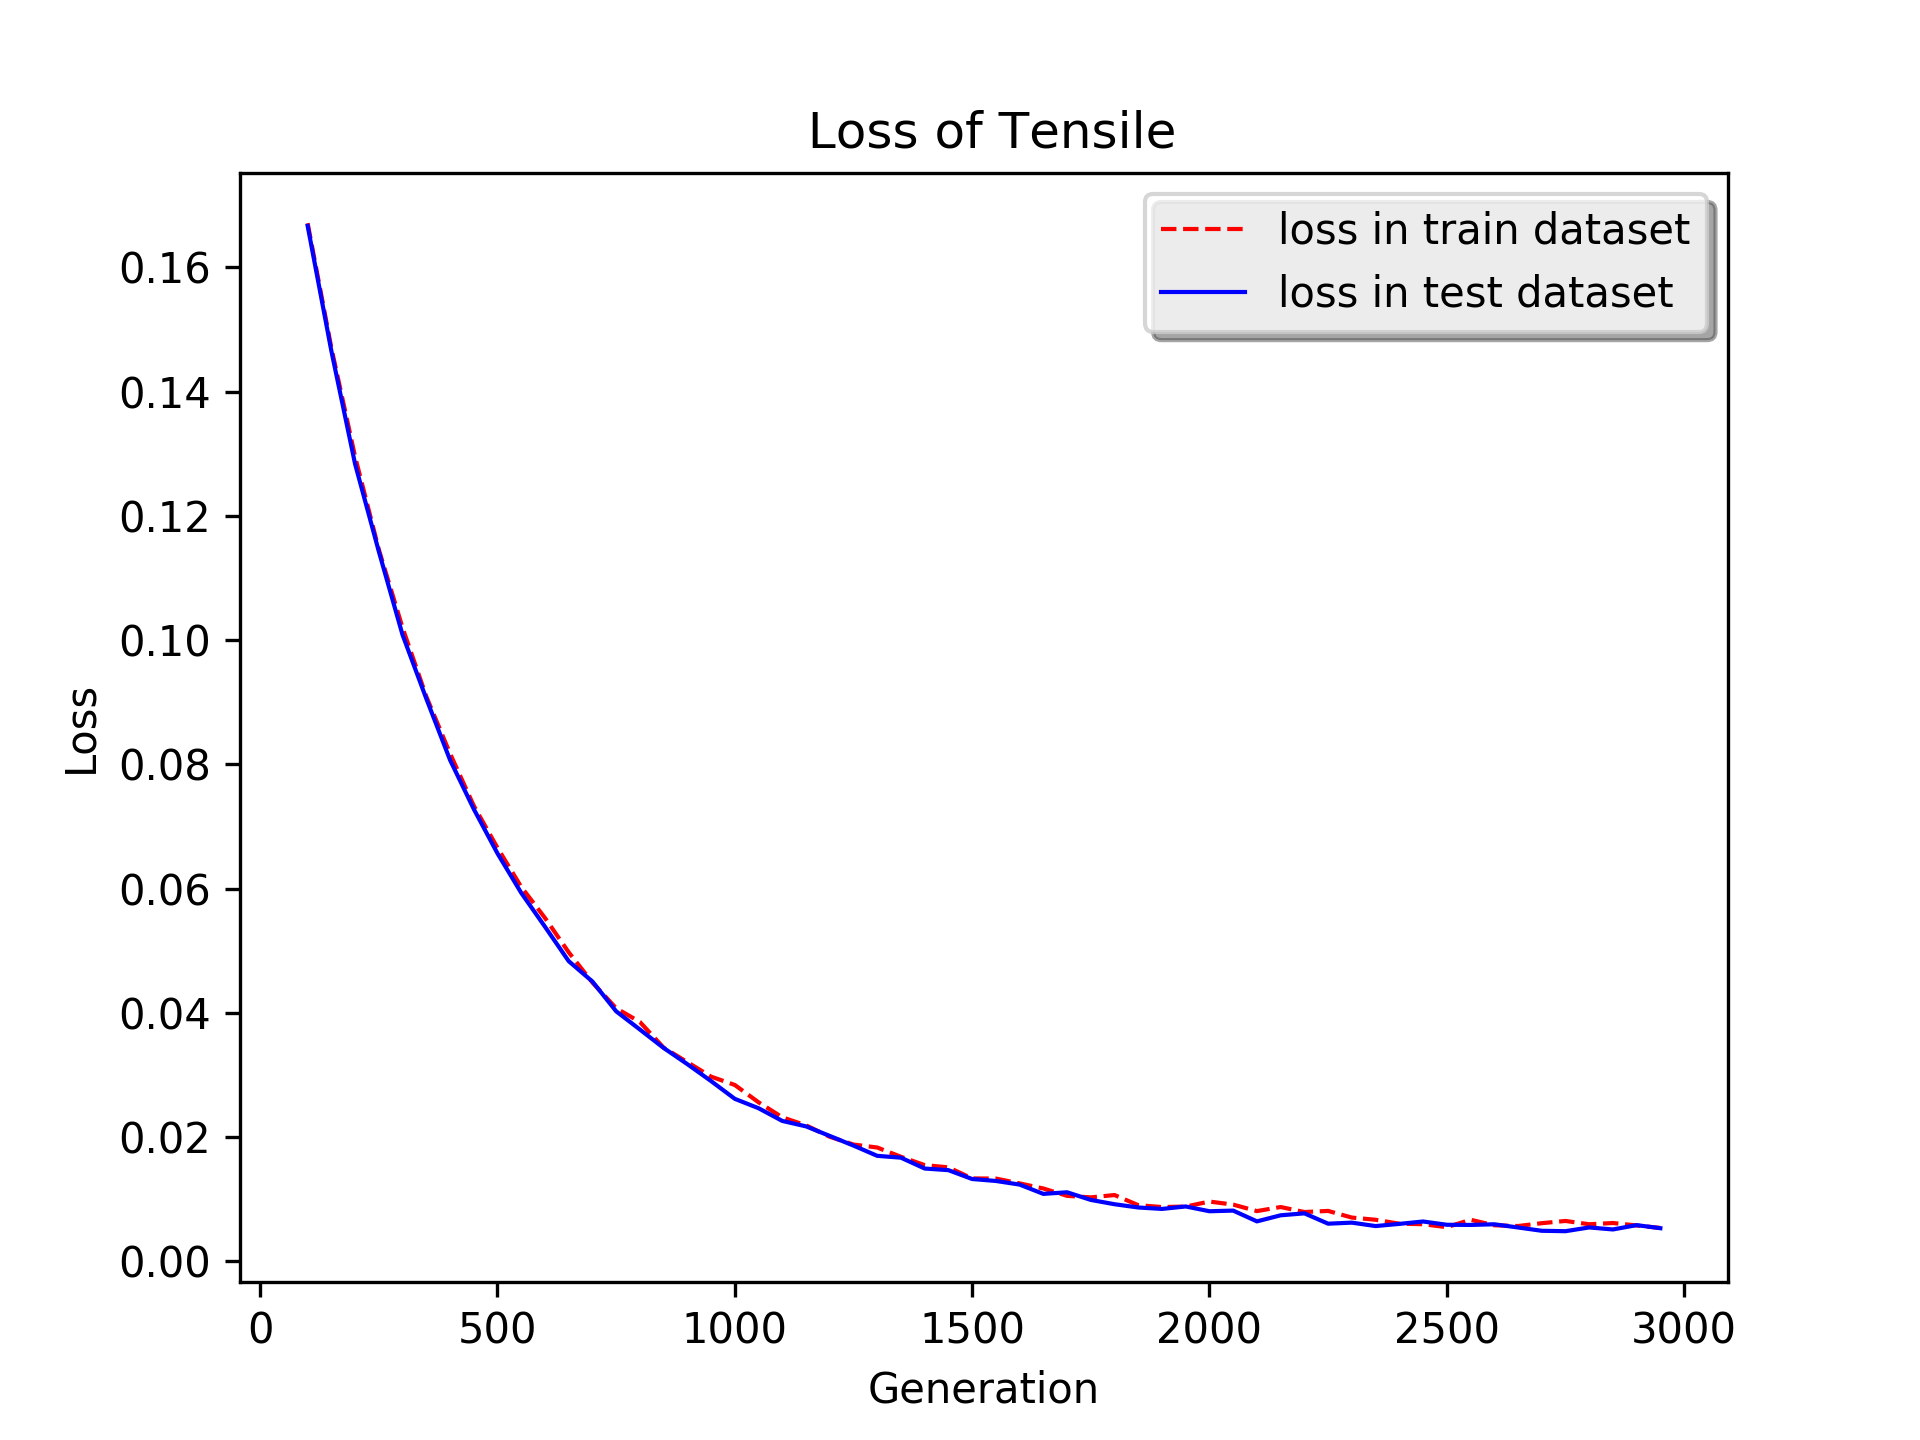 Loss of Tensile
loss in train dataset
loss in test dataset
0.16
0.14
0.12
0.10
0.08
0.06
0.04
0.02
0.00
Loss
0 500 1000 1500 2000 2500 3000
Generation